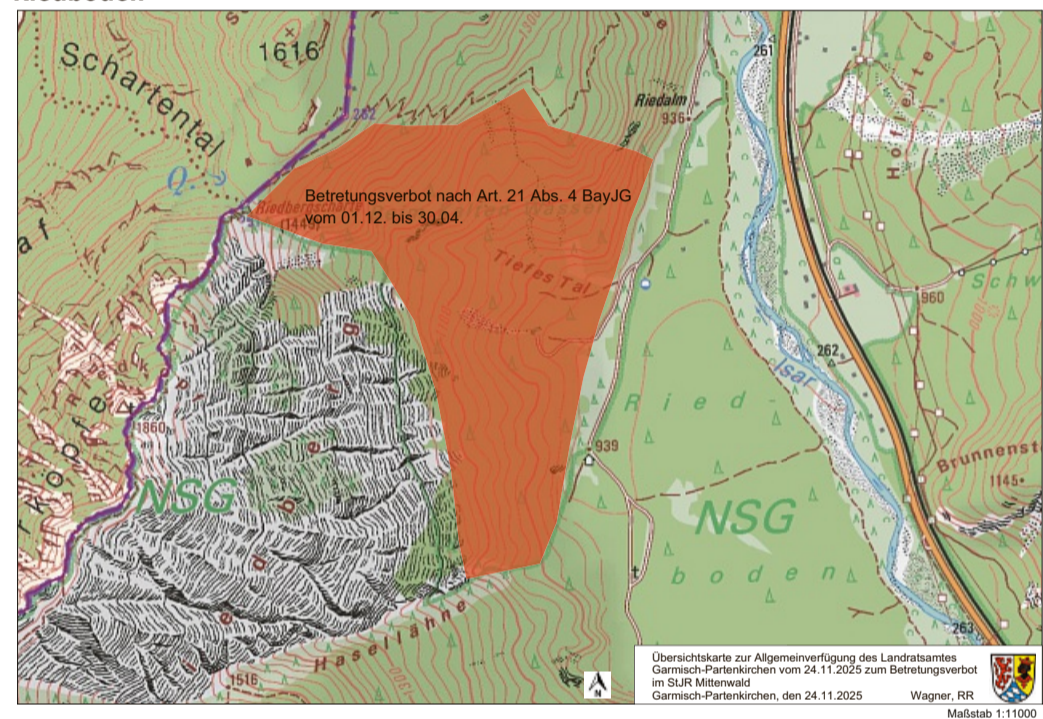 Schartental
1616
282
261
Riedalm
936
Q.
Riedbergscharte
(1449)
Betretungsverbot nach Art. 21 Abs. 4 BayJG
vom 01.12. bis 30.04.
Tiefes Tal
960
262
Isar
Ried-
1860
939
Brunnenst
1145
NSG
NSG
boden
263
Hasellähne
1516
1300
Übersichtskarte zur Allgemeinverfügung des Landratsamtes
Garmisch-Partenkirchen vom 24.11.2025 zum Betretungsverbot
im StJR Mittenwald
Garmisch-Partenkirchen, den 24.11.2025 Wagner, RR
N
Maßstab 1:11000